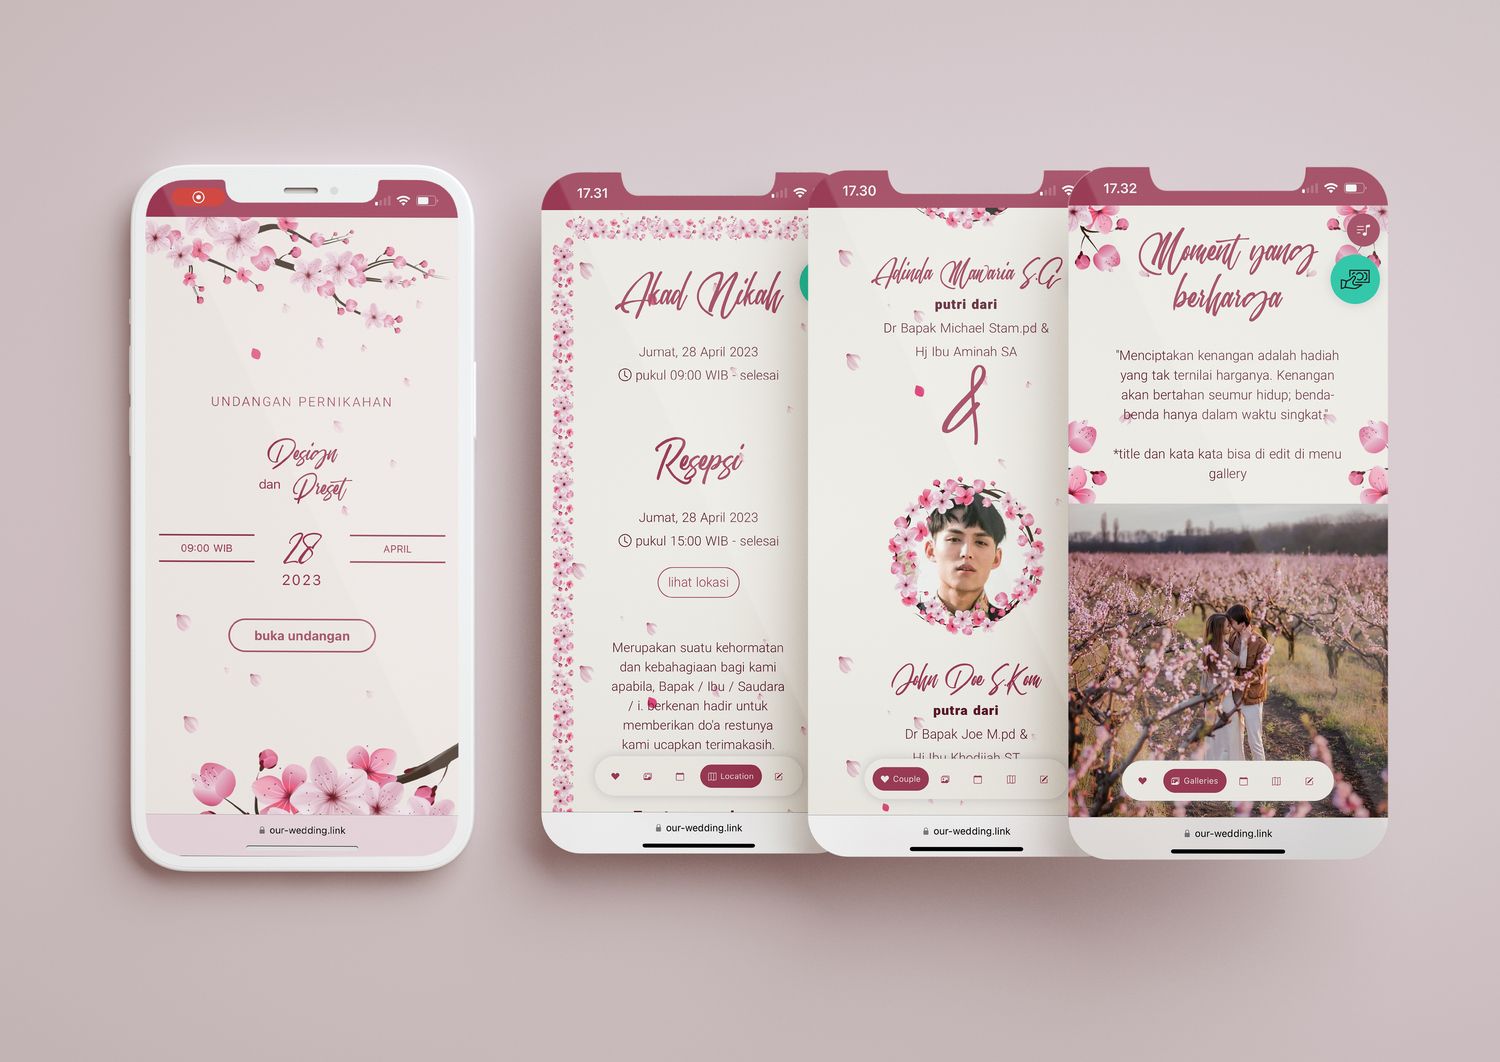 UNDANGAN PERNIKAHAN
Design
dan Preset
09:00 WIB
28
APRIL
2023
buka undangan
our-wedding.link
17.31
Akad Nikah
Jumat, 28 April 2023
pukul 09:00 WIB - selesai
Resepsi
Jumat, 28 April 2023
pukul 15:00 WIB - selesai
lihat lokasi
Merupakan suatu kehormatan
dan kebahagiaan bagi kami
apabila, Bapak / Ibu / Saudara
/ i. berkenan hadir untuk
memberikan do'a restunya
kami ucapkan terimakasih.
Location
our-wedding.link
17.30
Adinda Mawaria S.G
putri dari
Dr Bapak Michael Stam.pd &
Hj Ibu Aminah SA
&
John Doe S.Kom
putra dari
Dr Bapak Joe M.pd &
Hj Ibu Khodijah ST
Couple
our-wedding.link
17.32
Moment yang
berharga
"Menciptakan kenangan adalah hadiah
yang tak ternilai harganya. Kenangan
akan bertahan seumur hidup; benda-
benda hanya dalam waktu singkat."
*title dan kata kata bisa di edit di menu
gallery
Galleries
our-wedding.link